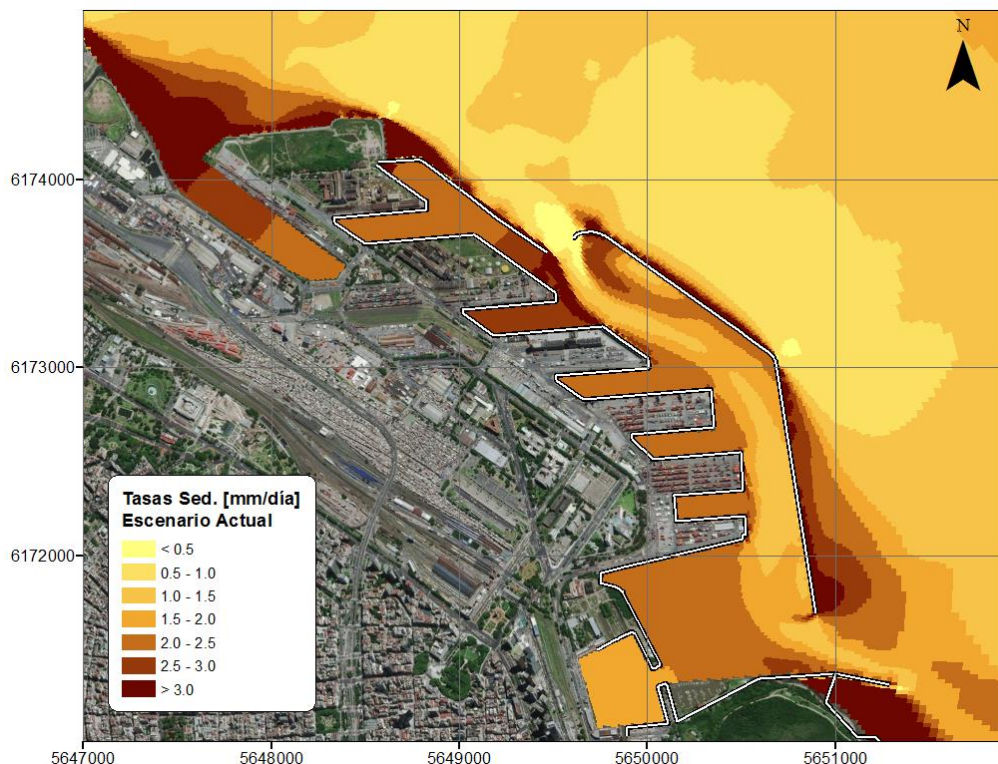 N
6174000
6173000
6172000
Tasas Sed. [mm/día]
Escenario Actual
< 0.5
0.5 - 1.0
1.0 - 1.5
1.5 - 2.0
2.0 - 2.5
2.5 - 3.0
> 3.0
5647000 5648000 5649000 5650000 5651000